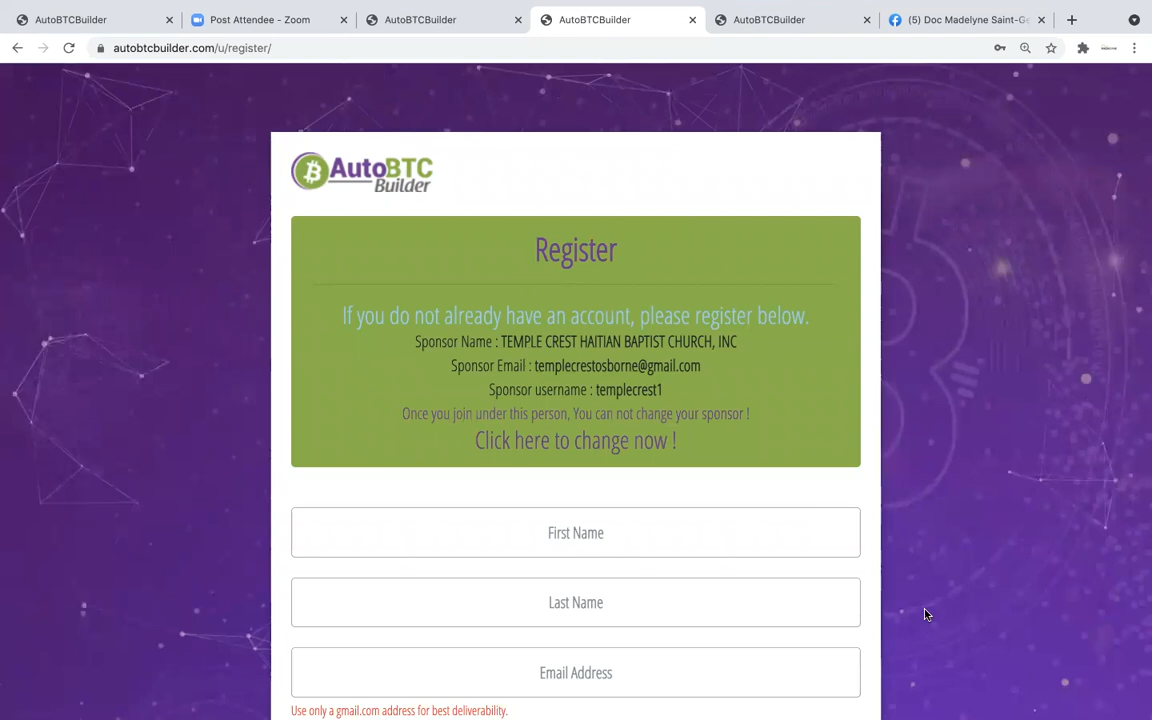 AutoBTCBuilder
Post Attendee - Zoom
AutoBTCBuilder
AutoBTCBuilder
AutoBTCBuilder
(5) Doc Madelyne Saint-Ge
autobtcbuilder.com/u/register/
AutoBTC
Builder
Register
If you do not already have an account, please register below.
Sponsor Name : TEMPLE CREST HAITIAN BAPTIST CHURCH, INC
Sponsor Email : templecrestosborne@gmail.com
Sponsor username : templecrest1
Once you join under this person, You can not change your sponsor !
Click here to change now !
First Name
Last Name
Email Address
Use only a gmail.com address for best deliverability.